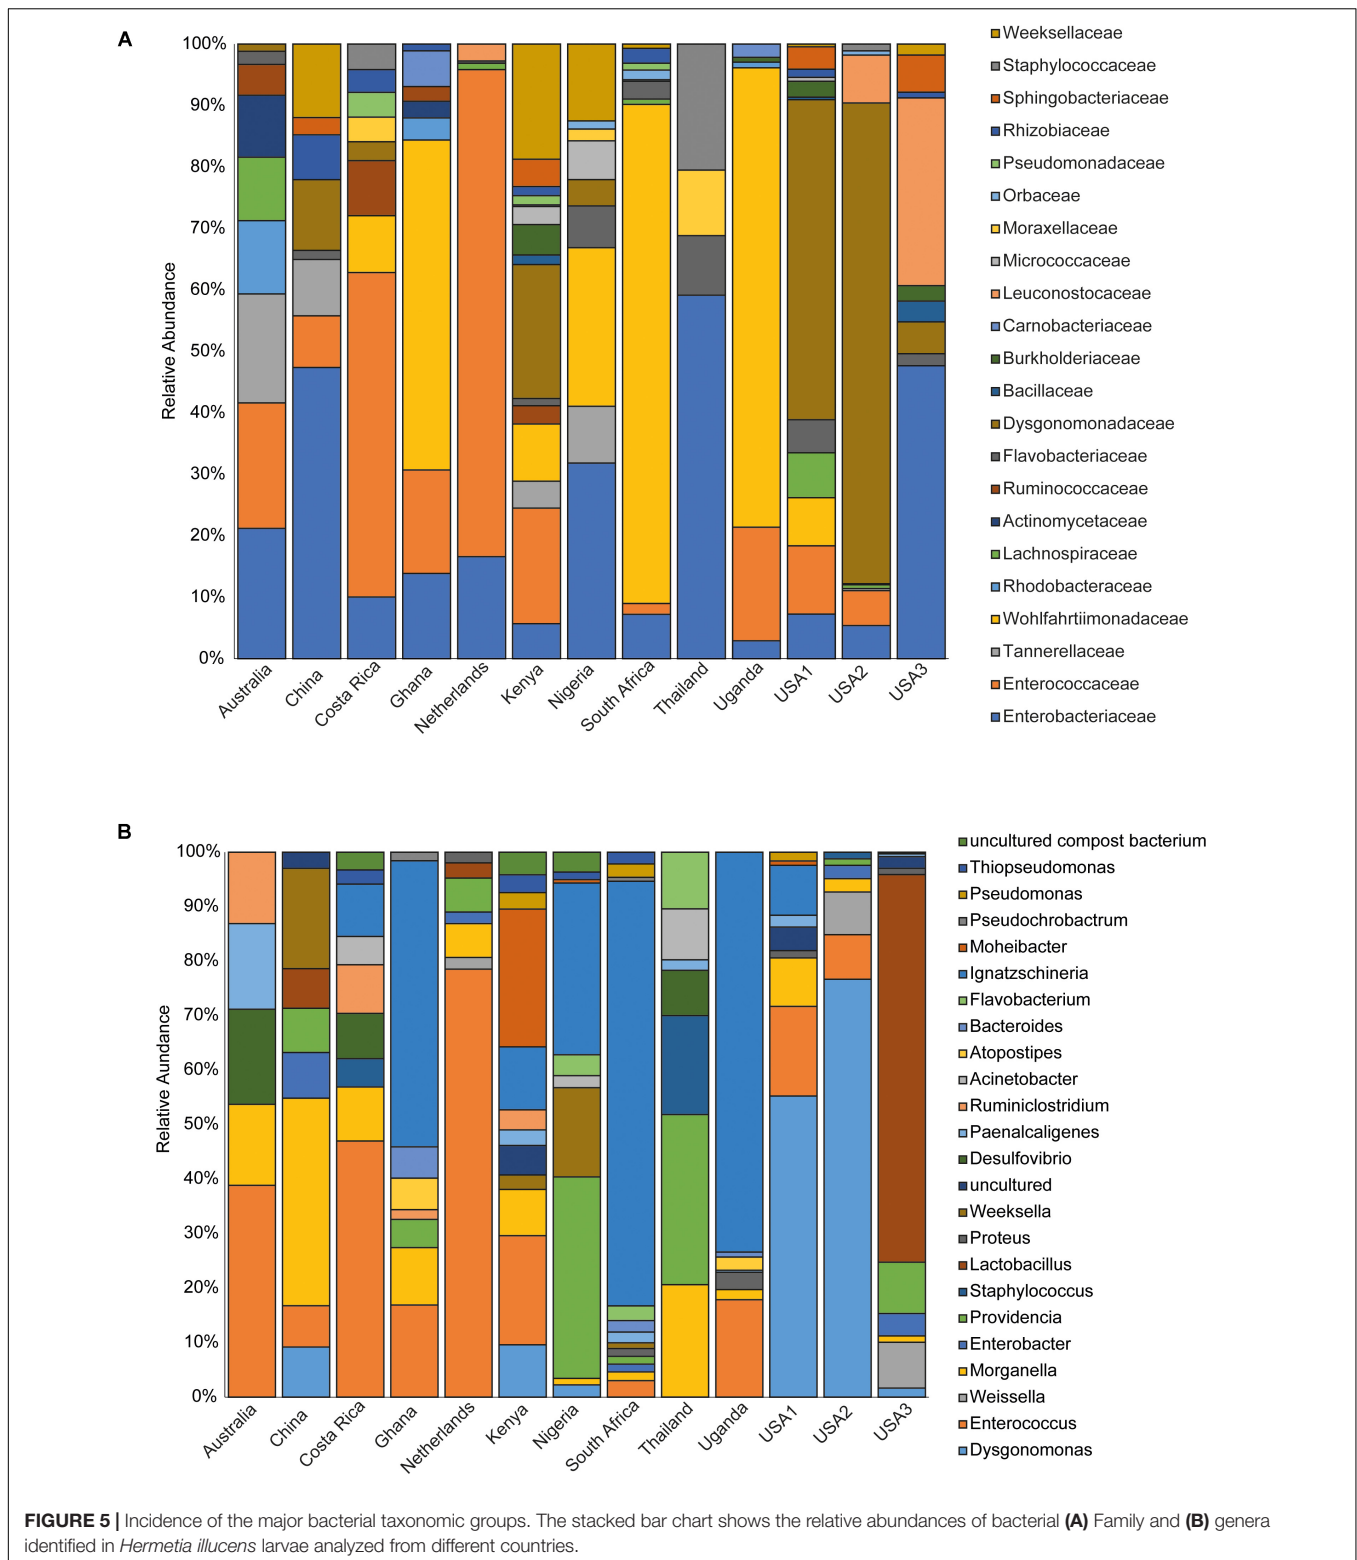 A
100%
90%
80%
70%
60%
50%
40%
30%
20%
10%
0%
Relative Abundance
Australia
China
Costa Rica
Ghana
Netherlands
Kenya
Nigeria
South Africa
Thailand
Uganda
USA1
USA2
USA3
Weeksellaceae
Staphylococcaceae
Sphingobacteriaceae
Rhizobiaceae
Pseudomonadaceae
Orbaceae
Moraxellaceae
Micrococcaceae
Leuconostocaceae
Carnobacteriaceae
Burkholderiaceae
Bacillaceae
Dysgonomonadaceae
Flavobacteriaceae
Ruminococcaceae
Actinomycetaceae
Lachnospiraceae
Rhodobacteraceae
Wohlfahrtiimonadaceae
Tannerellaceae
Enterococcaceae
Enterobacteriaceae
B
100%
90%
80%
70%
60%
50%
40%
30%
20%
10%
0%
Relative Aundance
Australia
China
Costa Rica
Ghana
Netherlands
Kenya
Nigeria
South Africa
Thailand
Uganda
USA1
USA2
USA3
uncultured compost bacterium
Thiopseudomonas
Pseudomonas
Pseudochrobactrum
Moheibacter
Ignatzschineria
Flavobacterium
Bacteroides
Atopostipes
Acinetobacter
Ruminiclostridium
Paenalcaligenes
Desulfovibrio
uncultured
Weeksella
Proteus
Lactobacillus
Staphylococcus
Providencia
Enterobacter
Morganella
Weissella
Enterococcus
Dysgonomonas
FIGURE 5 | Incidence of the major bacterial taxonomic groups. The stacked bar chart shows the relative abundances of bacterial (A) Family and (B) genera
identified in Hermetia illucens larvae analyzed from different countries.